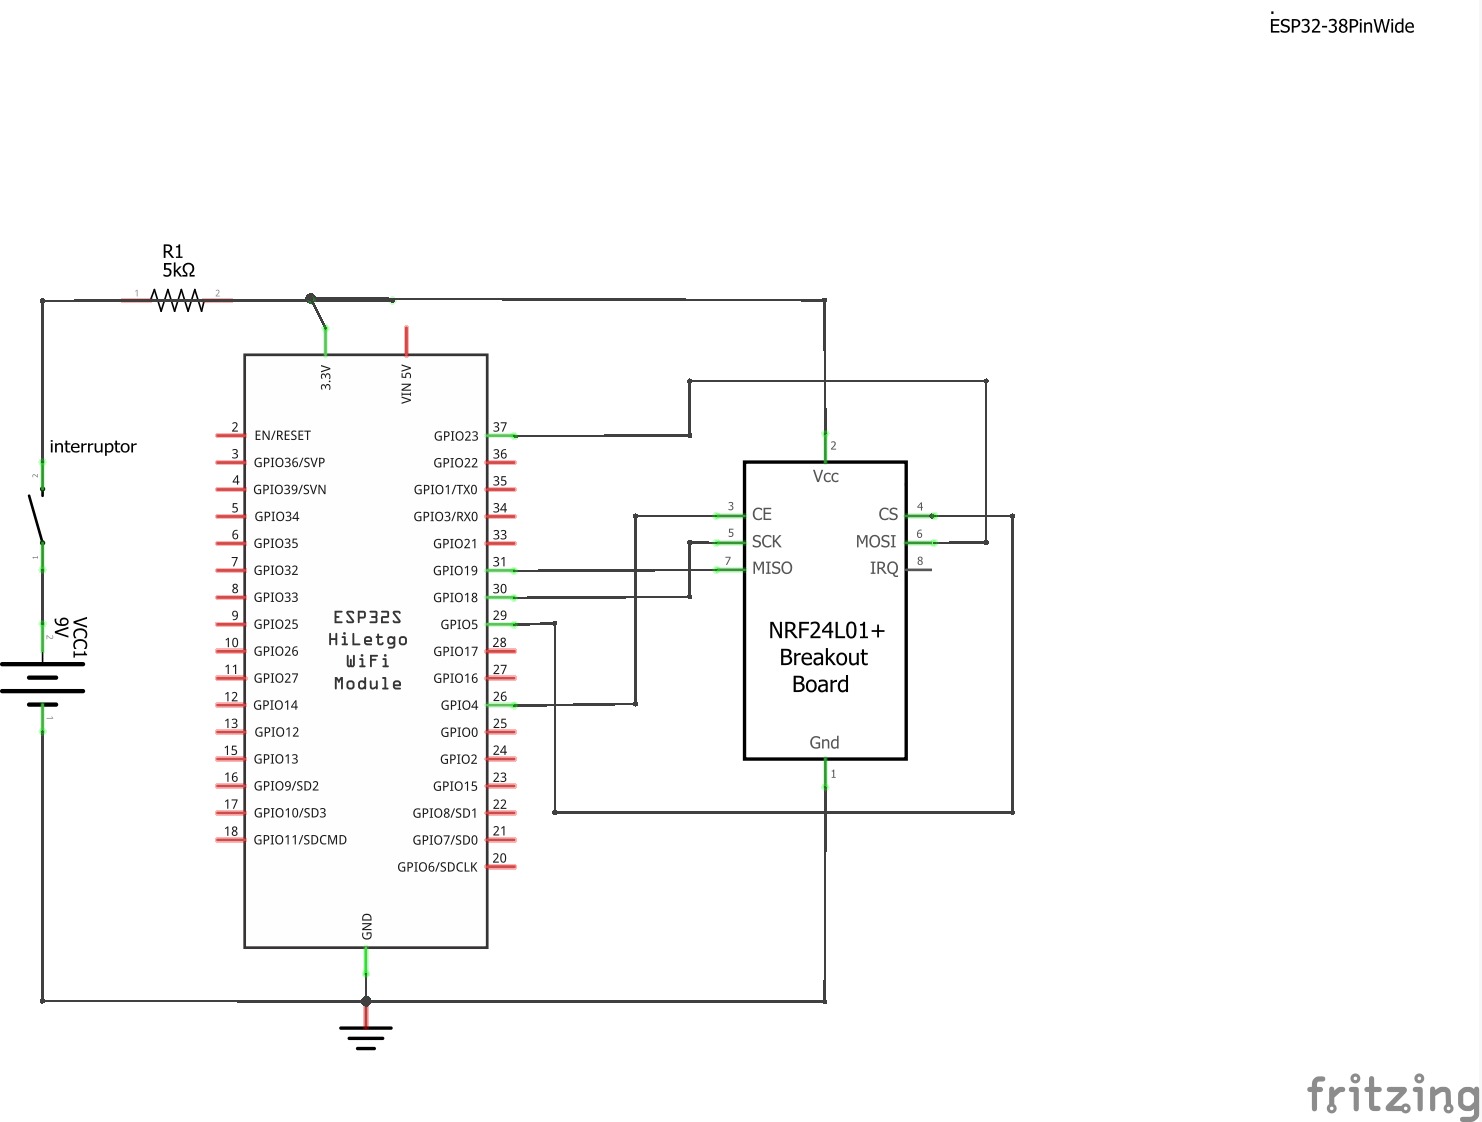 .
ESP32-38PinWide
R1
5kΩ
1
2
3.3V
VIN 5V
interruptor
2
1
VCC1
9V
2
1
2 EN/RESET
3 GPIO36/SVP
4 GPIO39/SVN
5 GPIO34
6 GPIO35
7 GPIO32
8 GPIO33
9 GPIO25
10 GPIO26
11 GPIO27
12 GPIO14
13 GPIO12
15 GPIO13
16 GPIO9/SD2
17 GPIO10/SD3
18 GPIO11/SDCMD
ESP32S
HiLetgo
WiFi
Module
GPIO23 37
GPIO22 36
GPIO1/TX0 35
GPIO3/RX0 34
GPIO21 33
GPIO19 31
GPIO18 30
GPIO5 29
GPIO17 28
GPIO16 27
GPIO4 26
GPIO0 25
GPIO2 24
GPIO15 23
GPIO8/SD1 22
GPIO7/SD0 21
GPIO6/SDCLK 20
GND
2
Vcc
3 CE CS 4
5 SCK MOSI 6
7 MISO IRQ 8
NRF24L01+
Breakout
Board
Gnd
1
fritzing